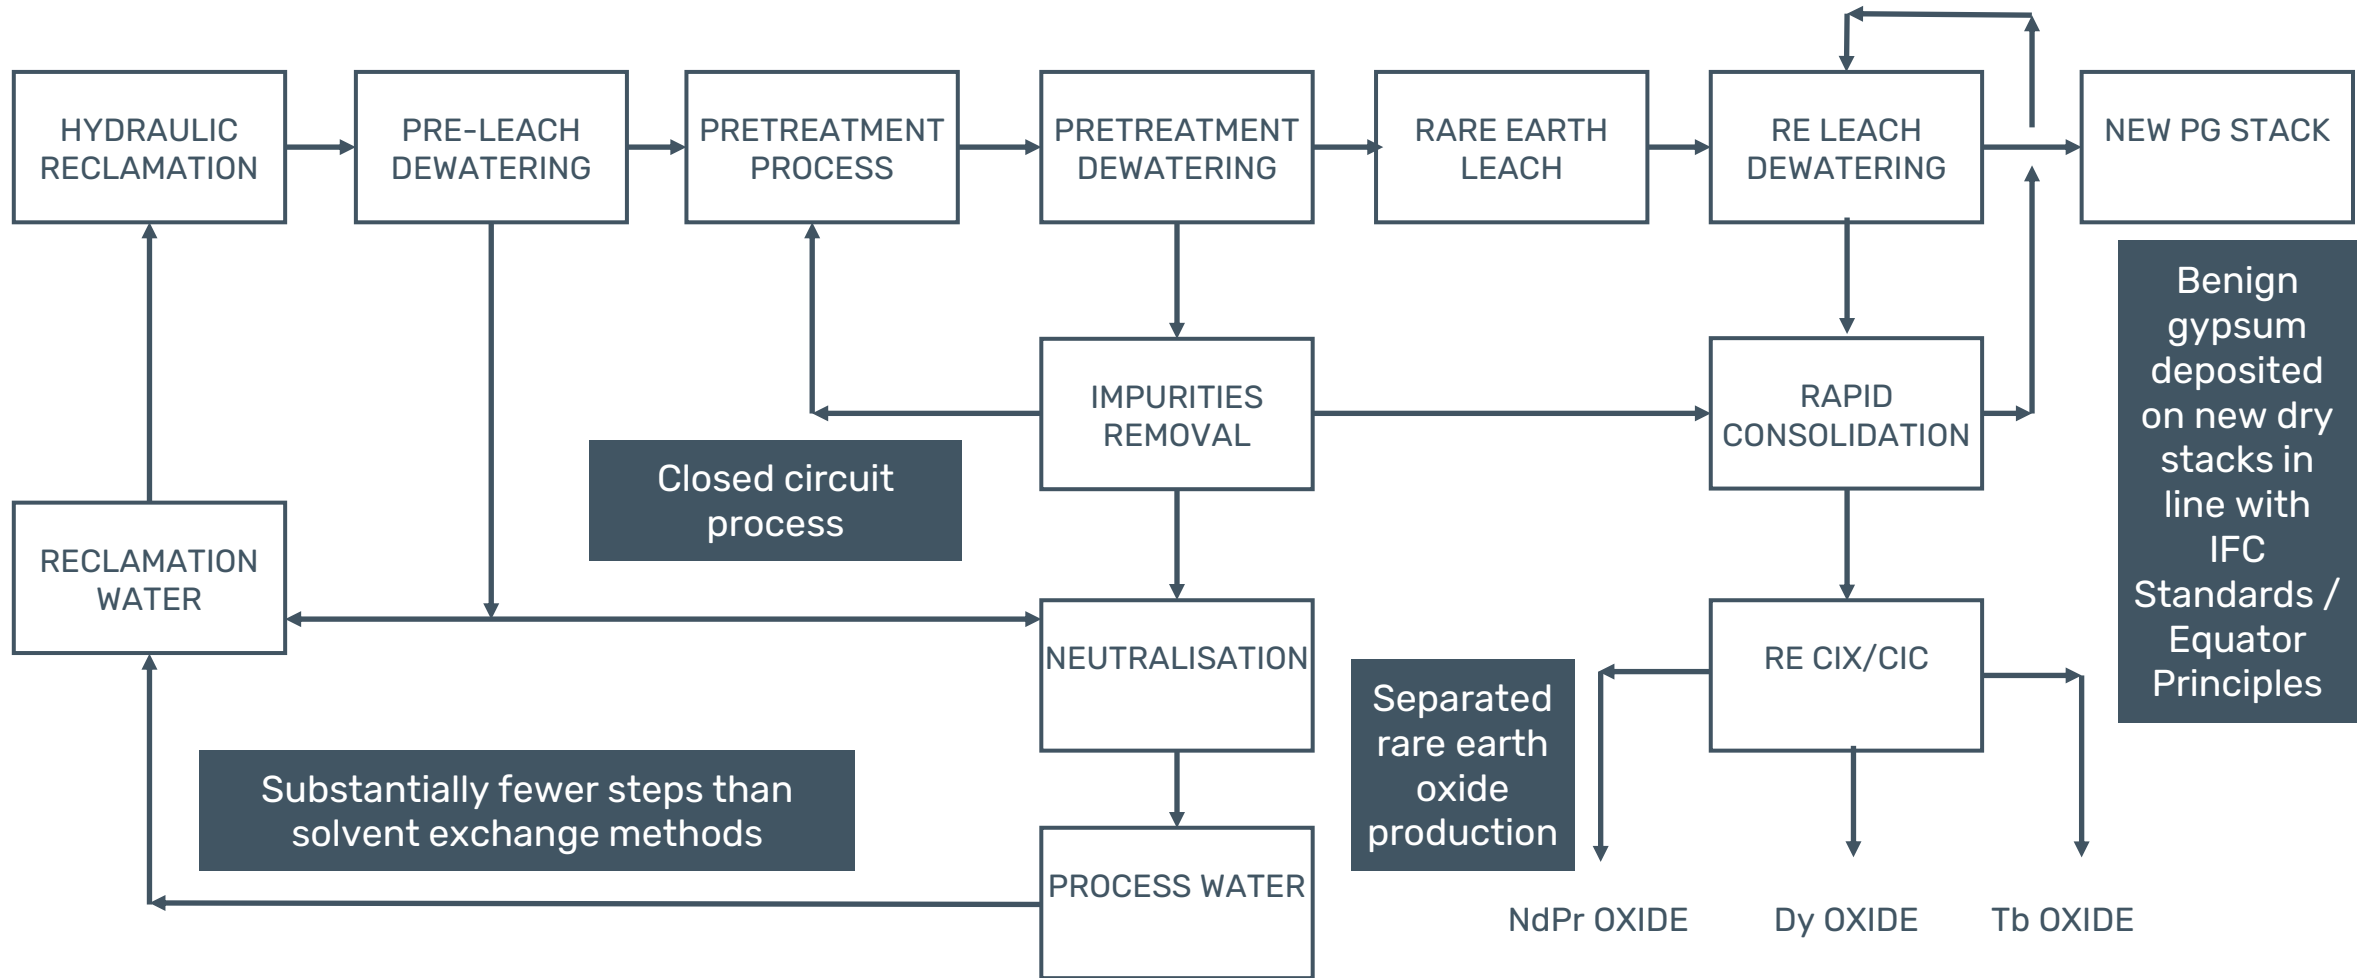 HYDRAULIC
RECLAMATION
PRE-LEACH
DEWATERING
PRETREATMENT
PROCESS
PRETREATMENT
DEWATERING
RARE EARTH
LEACH
RE LEACH
DEWATERING
NEW PG STACK
Benign
gypsum
deposited
on new dry
stacks in
line with
IFC
Standards /
Equator
Principles
IMPURITIES
REMOVAL
RAPID
CONSOLIDATION
Closed circuit
process
RECLAMATION
WATER
NEUTRALISATION
RE CIX/CIC
Separated
rare earth
oxide
production
Substantially fewer steps than
solvent exchange methods
PROCESS WATER
NdPr OXIDE
Dy OXIDE
Tb OXIDE